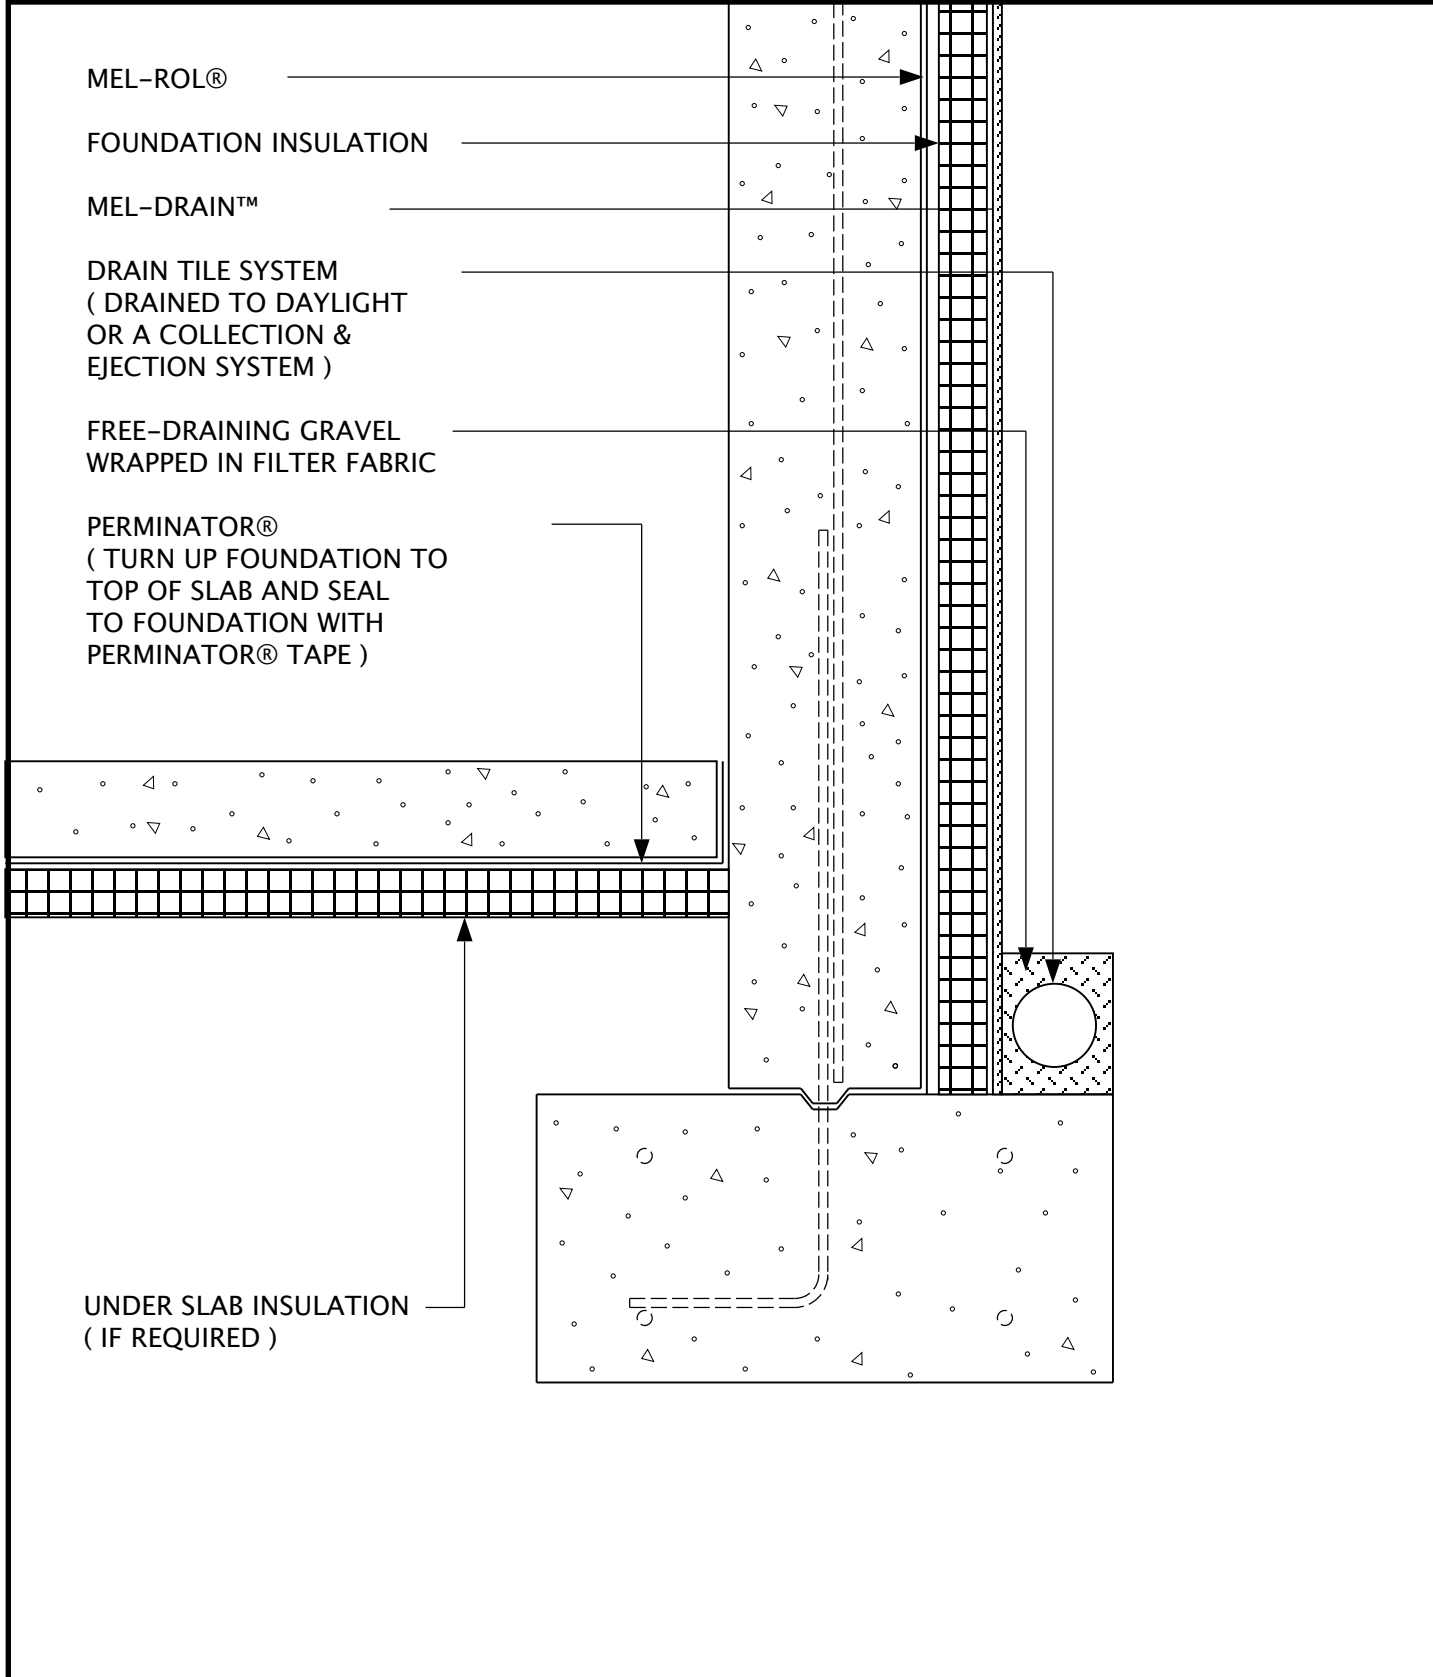 MEL-ROL®
FOUNDATION INSULATION
MEL-DRAIN™
DRAIN TILE SYSTEM
( DRAINED TO DAYLIGHT
OR A COLLECTION &
EJECTION SYSTEM )
FREE-DRAINING GRAVEL
WRAPPED IN FILTER FABRIC
PERMINATOR®
( TURN UP FOUNDATION TO
TOP OF SLAB AND SEAL
TO FOUNDATION WITH
PERMINATOR® TAPE )
UNDER SLAB INSULATION
( IF REQUIRED )